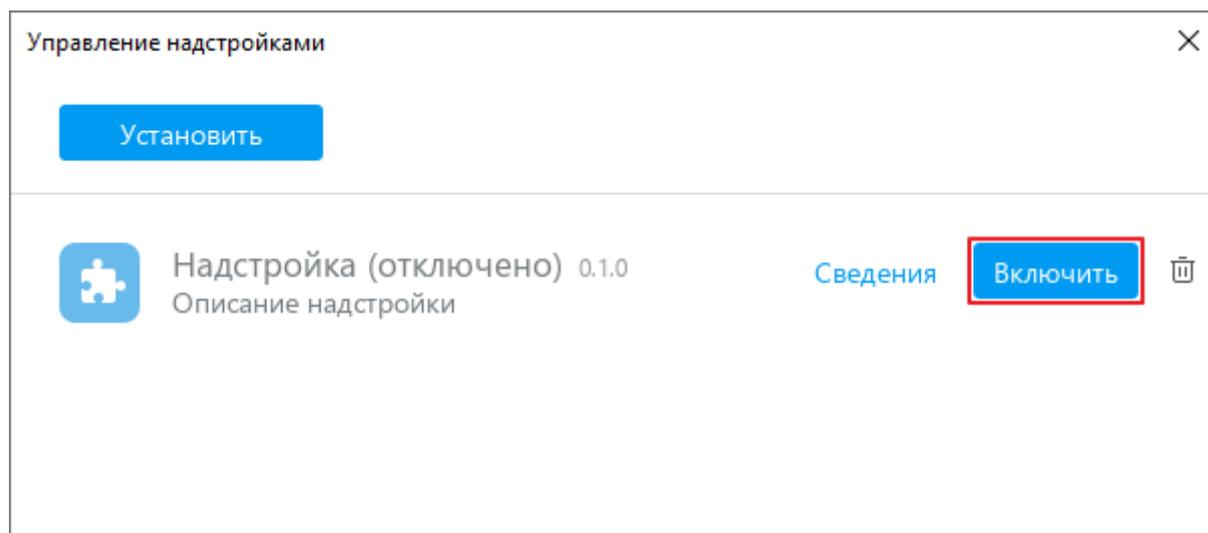 Управление надстройками
Установить
Надстройка (отключено) 0.1.0
Описание надстройки
Сведения
Включить